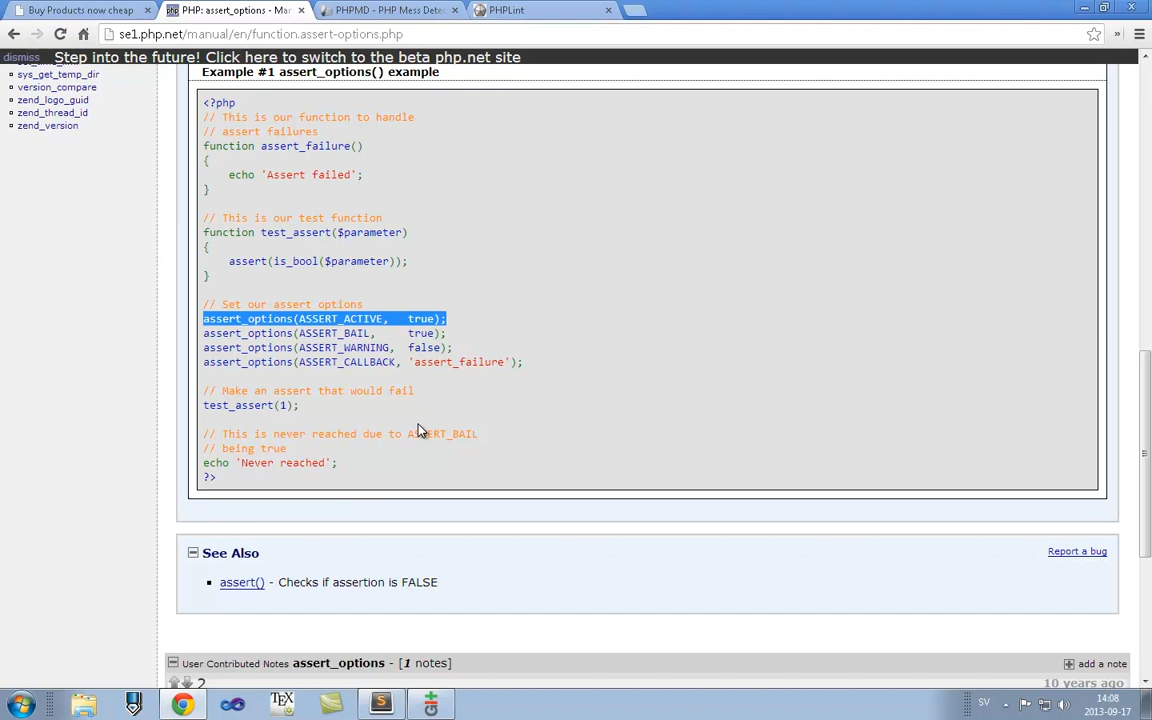 Buy Products now cheap
PHP: assert_options - Ma
PHPMD - PHP Mess Dete
PHPLint
se1.php.net/manual/en/function.assert-options.php
dismiss Step into the future! Click here to switch to the beta php.net site
sys_get_temp_dir
version_compare
zend_logo_guid
zend_thread_id
zend_version
Example #1 assert_options() example
<?php
// This is our function to handle
// assert failures
function assert_failure()
{
echo 'Assert failed';
}
// This is our test function
function test_assert($parameter)
{
assert(is_bool($parameter));
}
// Set our assert options
assert_options(ASSERT_ACTIVE, true);
assert_options(ASSERT_BAIL, true);
assert_options(ASSERT_WARNING, false);
assert_options(ASSERT_CALLBACK, 'assert_failure');
// Make an assert that would fail
test_assert(1);
// This is never reached due to ASSERT_BAIL
// being true
echo 'Never reached';
?>
See Also
Report a bug
assert() - Checks if assertion is FALSE
User Contributed Notes assert_options - [1 notes]
add a note
2
10 years ago
SV
14:08
2013-09-17